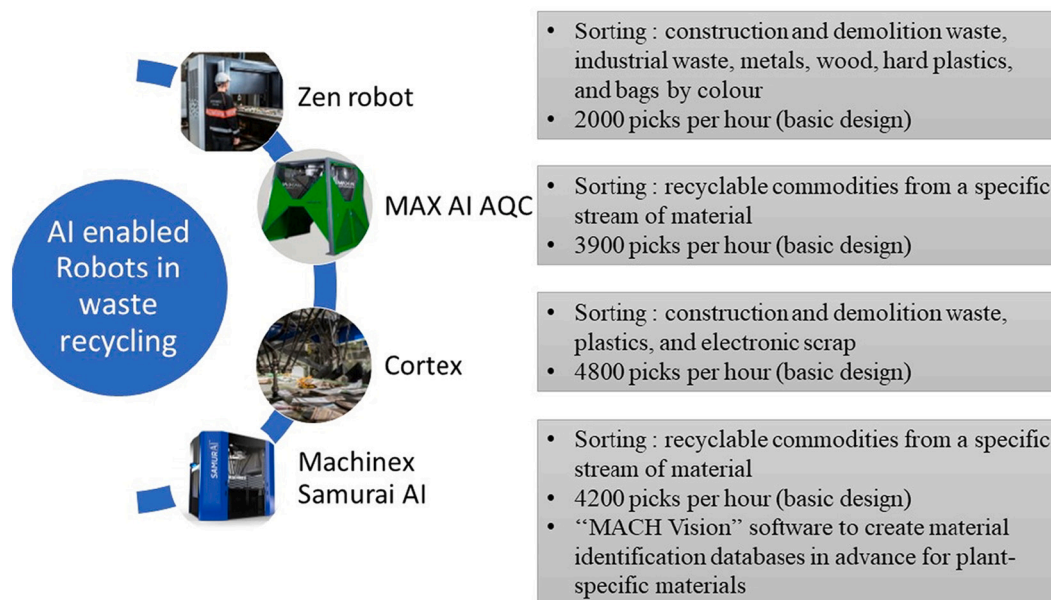 AI enabled
Robots in
waste
recycling
Zen robot
• Sorting : construction and demolition waste,
industrial waste, metals, wood, hard plastics,
and bags by colour
• 2000 picks per hour (basic design)
MAX AI AQC
• Sorting : recyclable commodities from a specific
stream of material
• 3900 picks per hour (basic design)
Cortex
• Sorting : construction and demolition waste,
plastics, and electronic scrap
• 4800 picks per hour (basic design)
SAMURAI
Machinex
Samurai AI
• Sorting : recyclable commodities from a specific
stream of material
• 4200 picks per hour (basic design)
• “MACH Vision” software to create material
identification databases in advance for plant-
specific materials